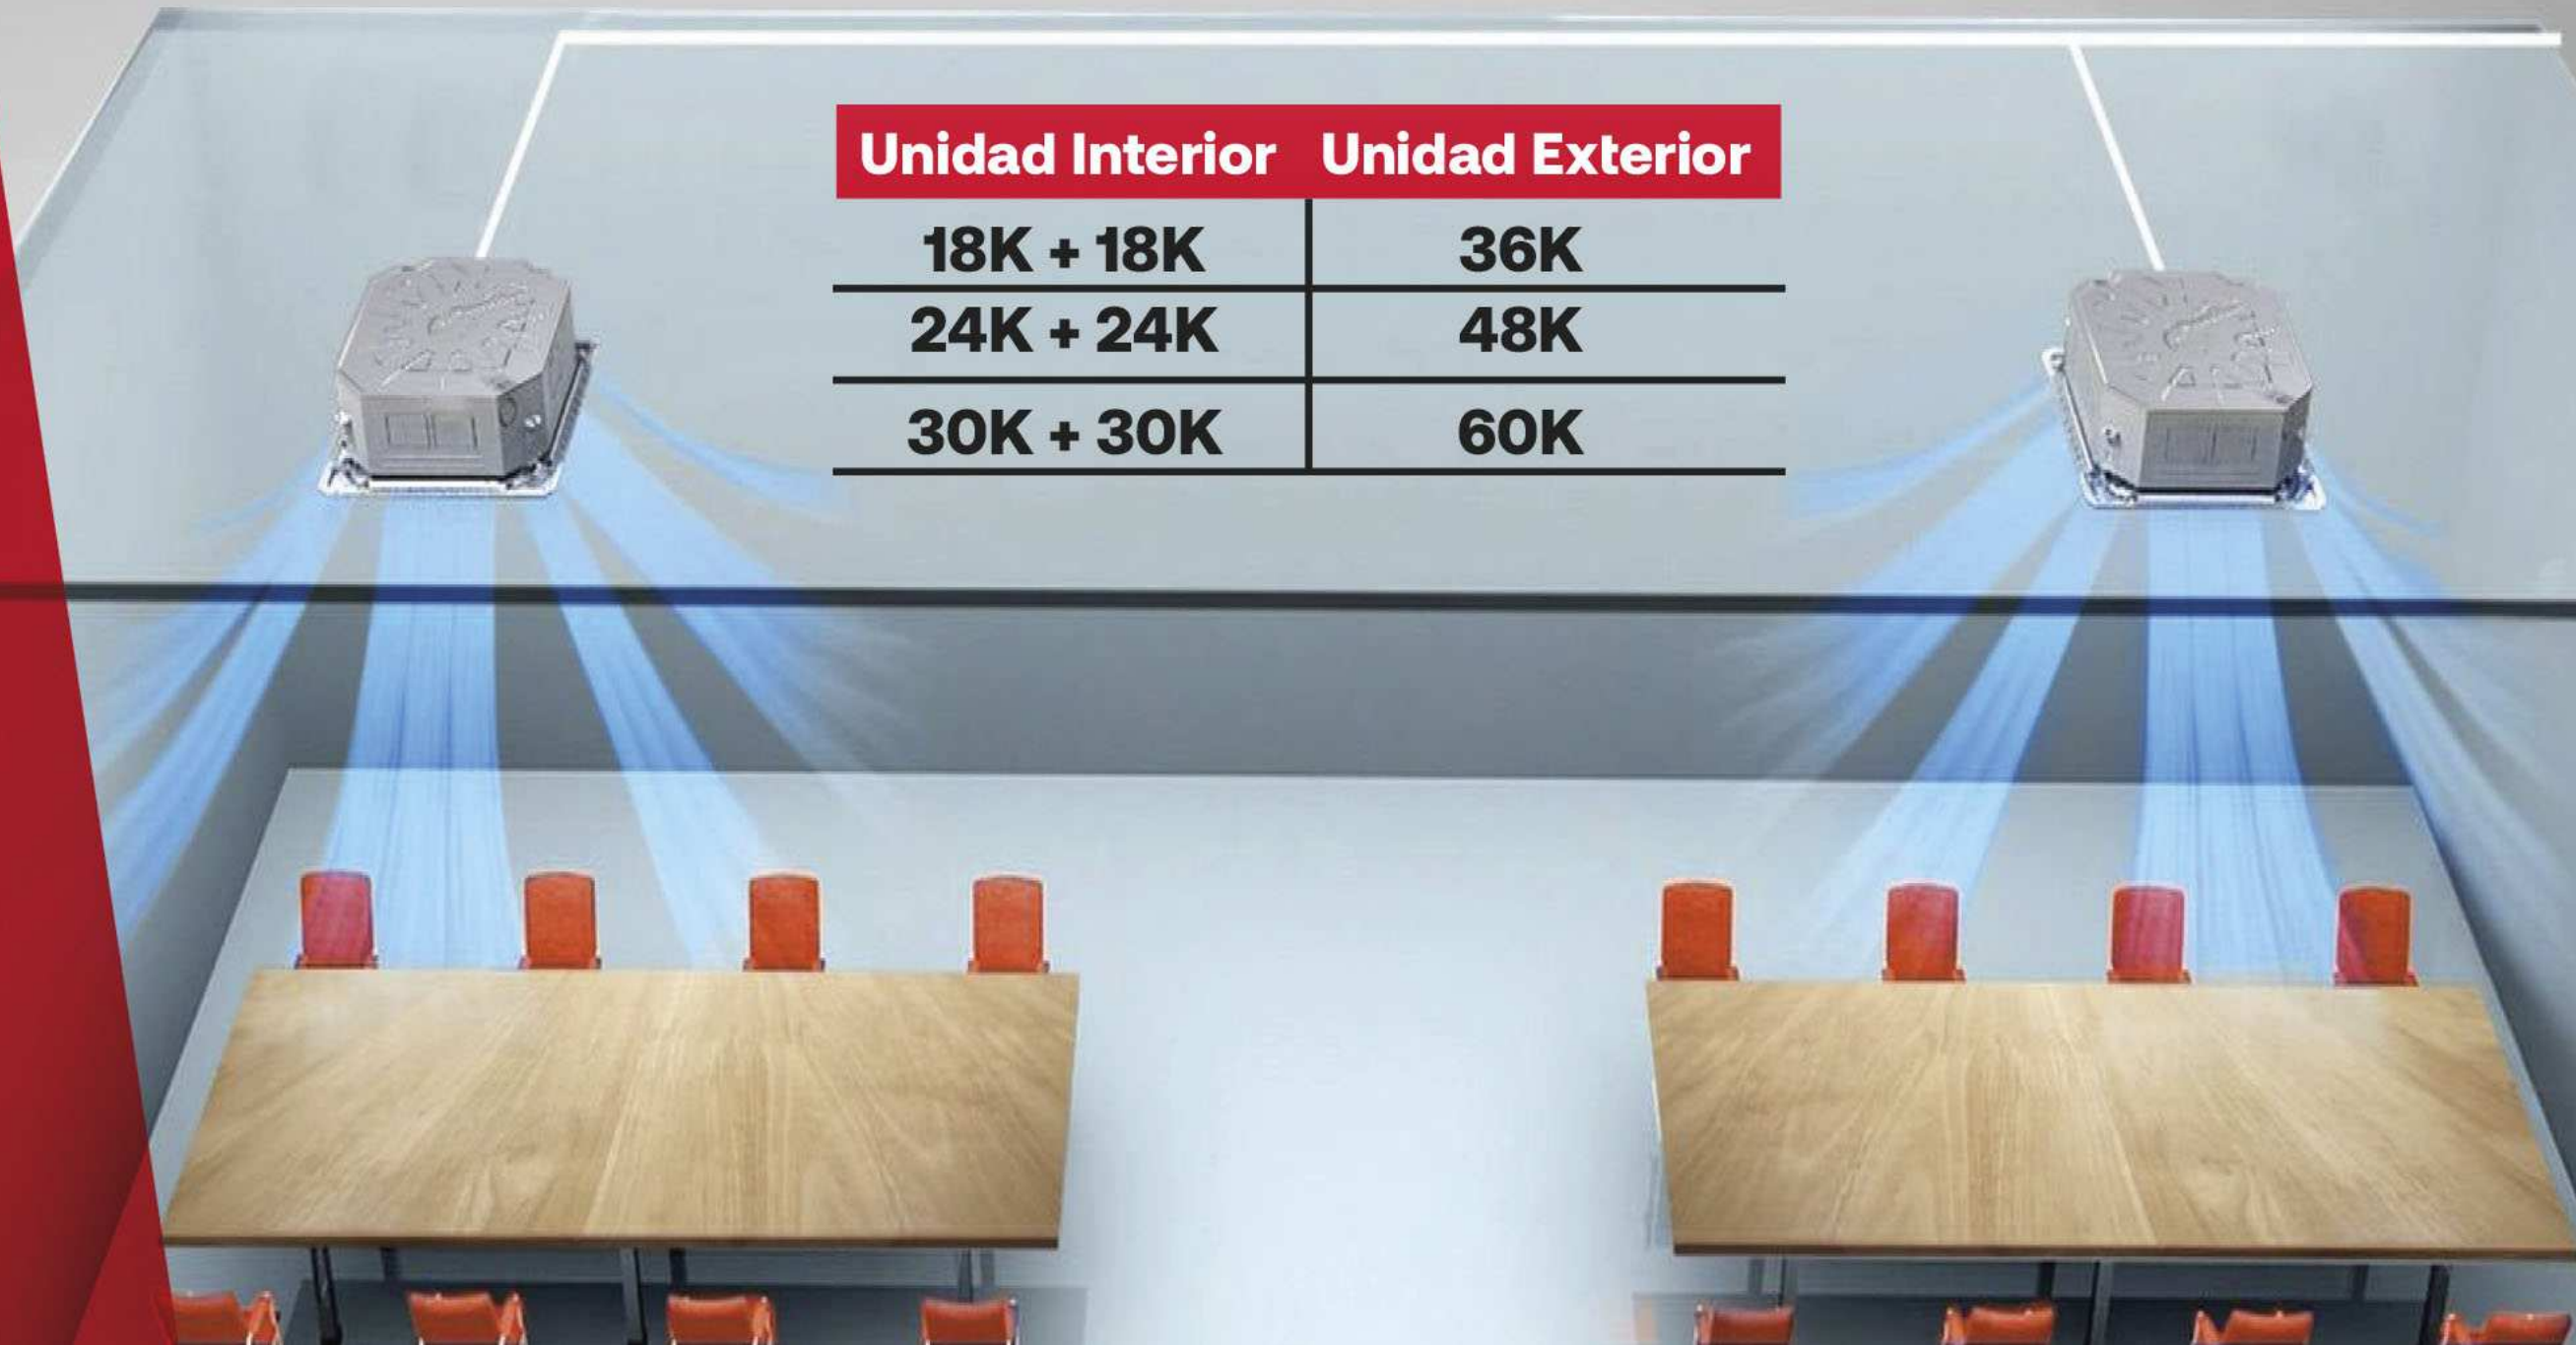 Unidad Interior Unidad Exterior
18K + 18K 36K
24K + 24K 48K
30K + 30K 60K